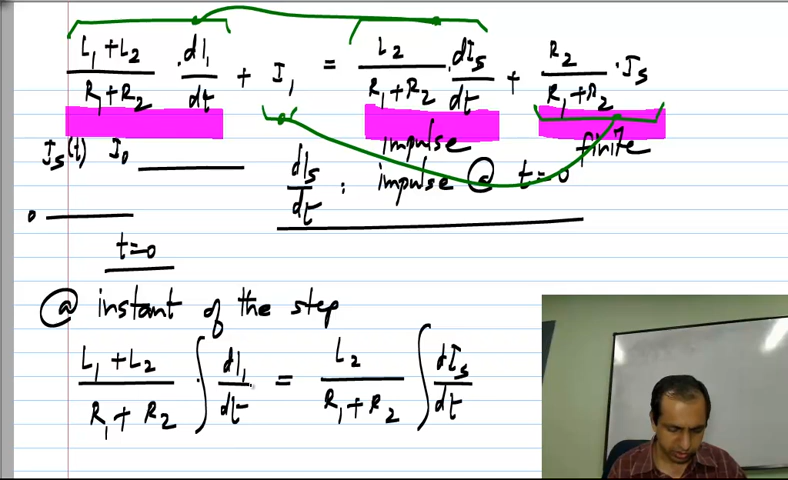 (L₁+L₂)/(R₁+R₂) · dI₁/dt + I₁ = L₂/(R₁+R₂) · dIₛ/dt + R₂/(R₁+R₂) · Iₛ
impulse finite
Iₛ(t) I₀
dIₛ/dt : impulse @ t=0
0
t=0
@ instant of the step
(L₁+L₂)/(R₁+R₂) · ∫ dI₁/dt = L₂/(R₁+R₂) ∫ dIₛ/dt